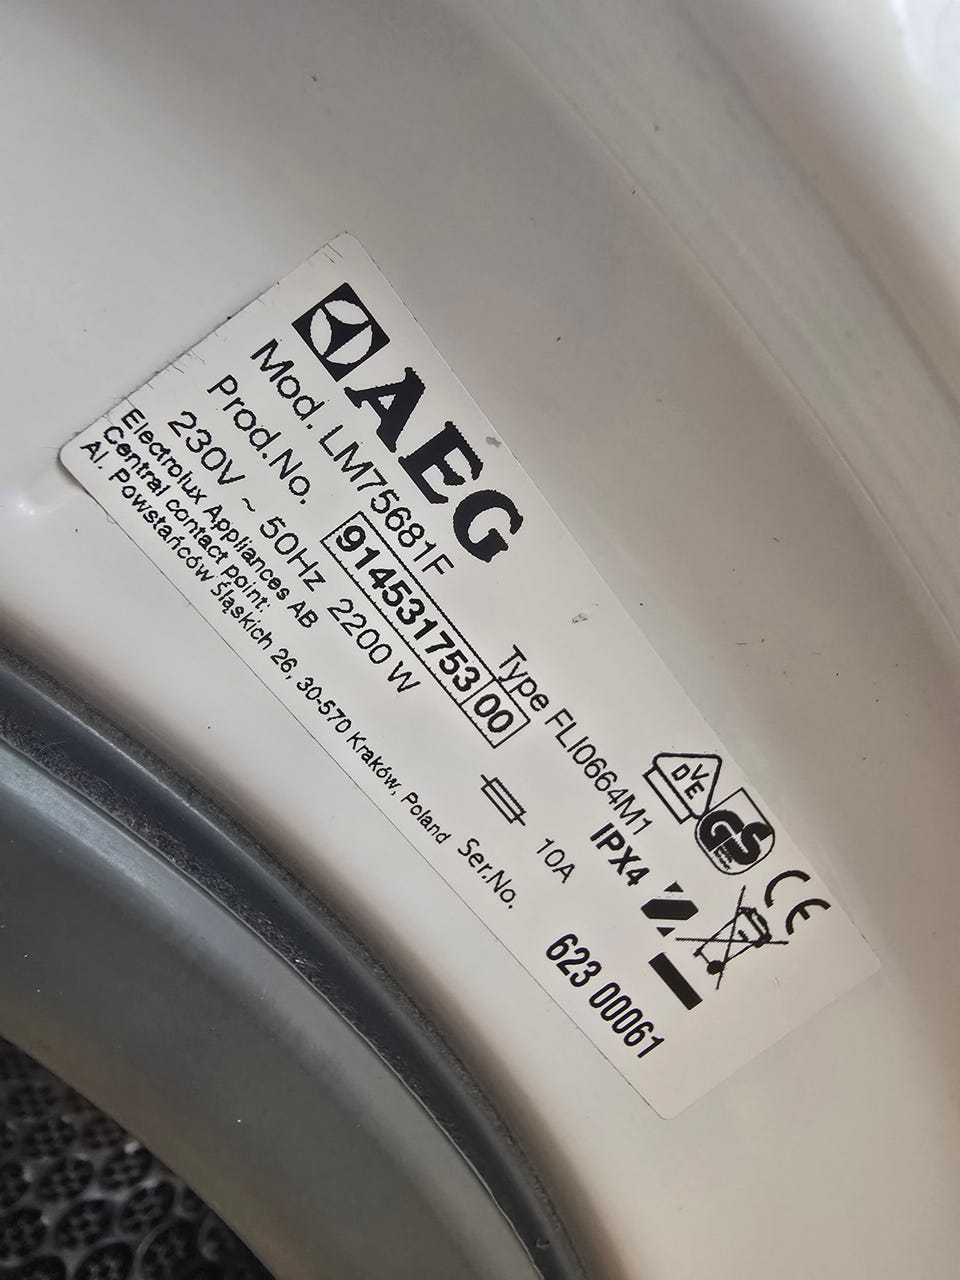 AEG
Mod. LM75681F
Type FLI0664M1
Prod.No. 914531753 00
IPX4
230V ~ 50Hz 2200 W 10A
Electrolux Appliances AB
Central contact point:
Al. Powstańców Śląskich 26, 30-570 Kraków, Poland Ser.No. 623 00061
VDE
GS
CE